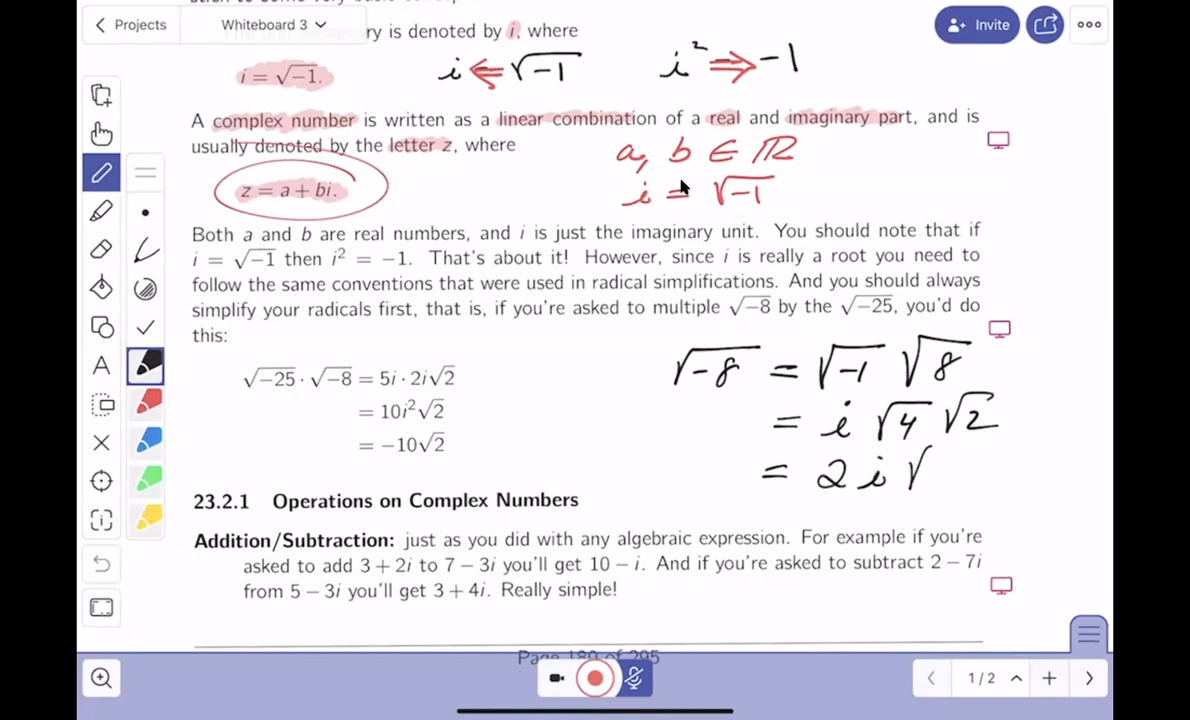 Projects
Whiteboard 3
Invite
ry is denoted by i, where
i = √−1.
i ⇐ √−1
i² ⇒ −1
A complex number is written as a linear combination of a real and imaginary part, and is
usually denoted by the letter z, where
a, b ∈ ℝ
z = a + bi.
i = √−1
Both a and b are real numbers, and i is just the imaginary unit. You should note that if
i = √−1 then i² = −1. That's about it! However, since i is really a root you need to
follow the same conventions that were used in radical simplifications. And you should always
simplify your radicals first, that is, if you're asked to multiple √−8 by the √−25, you'd do
this:
√−25 · √−8 = 5i · 2i√2
= 10i²√2
= −10√2
√−8 = √−1 √8
= i √4 √2
= 2 i √
23.2.1 Operations on Complex Numbers
Addition/Subtraction: just as you did with any algebraic expression. For example if you're
asked to add 3 + 2i to 7 − 3i you'll get 10 − i. And if you're asked to subtract 2 − 7i
from 5 − 3i you'll get 3 + 4i. Really simple!
Page 180 of 295
1/2